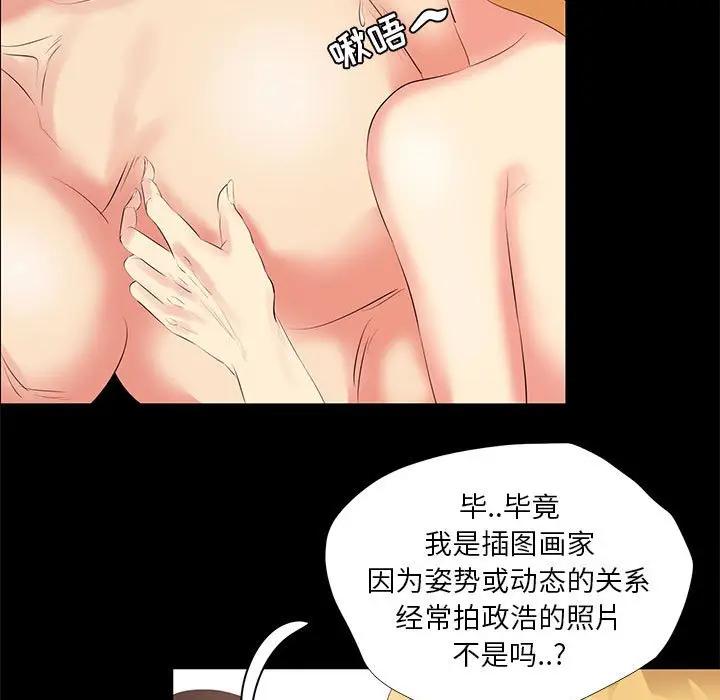 啾唔～
毕..毕竟
我是插图画家
因为姿势或动态的关系
经常拍政浩的照片
不是吗..?